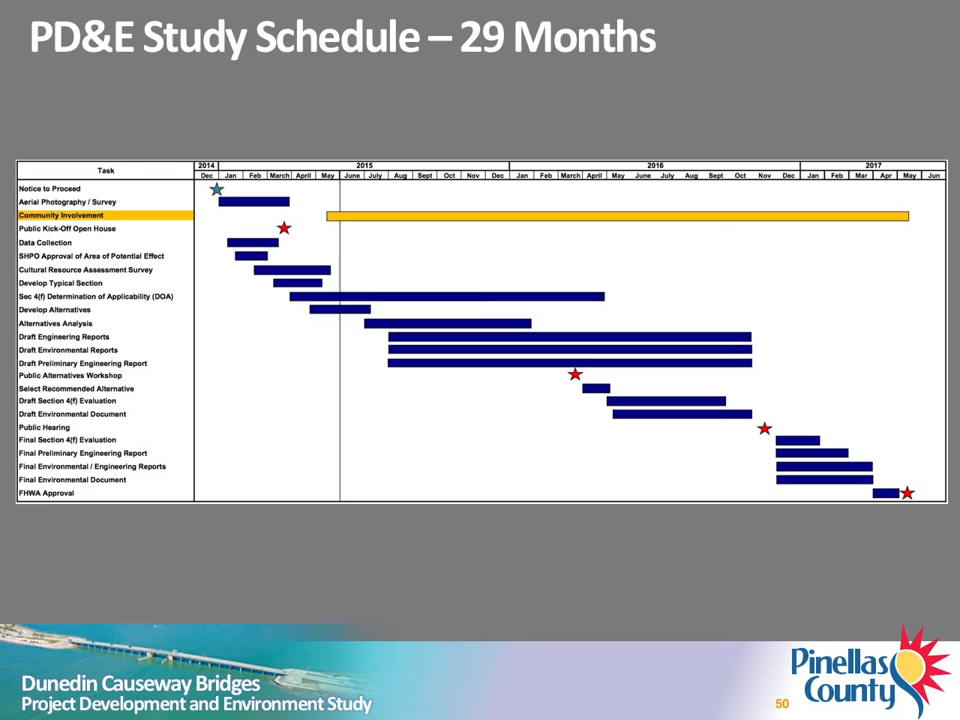 PD&E Study Schedule – 29 Months
Task
2014 2015 2016 2017
Dec Jan Feb March April May June July Aug Sept Oct Nov Dec Jan Feb March April May June July Aug Sept Oct Nov Dec Jan Feb Mar Apr May Jun
Notice to Proceed
Aerial Photography / Survey
Community Involvement
Public Kick-Off Open House
Data Collection
SHPO Approval of Area of Potential Effect
Cultural Resource Assessment Survey
Develop Typical Section
Sec 4(f) Determination of Applicability (DOA)
Develop Alternatives
Alternatives Analysis
Draft Engineering Reports
Draft Environmental Reports
Draft Preliminary Engineering Report
Public Alternatives Workshop
Select Recommended Alternative
Draft Section 4(f) Evaluation
Draft Environmental Document
Public Hearing
Final Section 4(f) Evaluation
Final Preliminary Engineering Report
Final Environmental / Engineering Reports
Final Environmental Document
FHWA Approval
Dunedin Causeway Bridges
Project Development and Environment Study
50
Pinellas
County